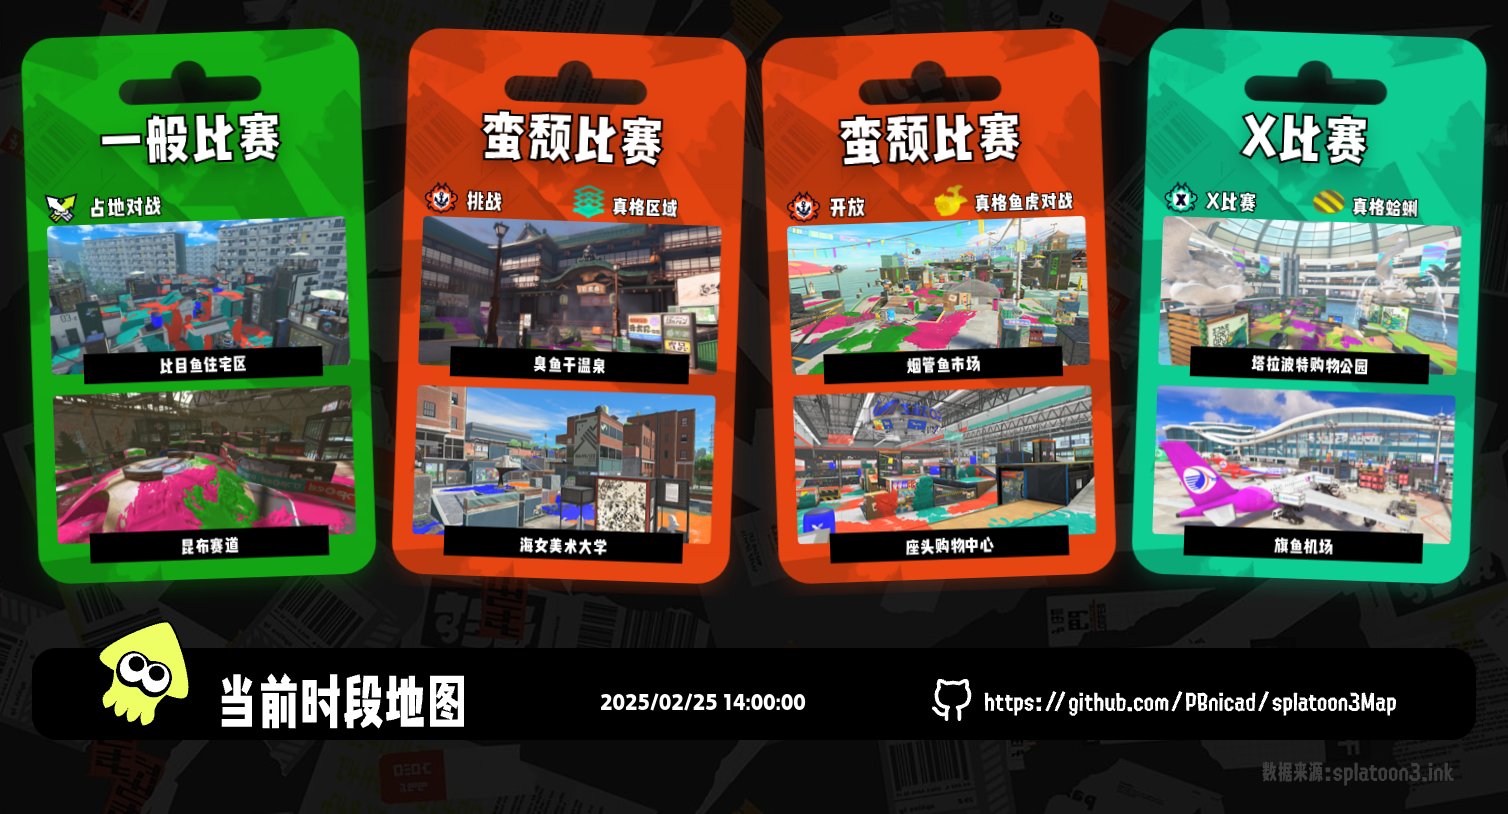 一般比赛
占地对战
比目鱼住宅区
昆布赛道
蛮颓比赛
挑战
真格区域
臭鱼干温泉
海女美术大学
蛮颓比赛
开放
真格鱼虎对战
烟管鱼市场
座头购物中心
X比赛
X比赛
真格蛤蜊
塔拉波特购物公园
旗鱼机场
当前时段地图
2025/02/25 14:00:00
https://github.com/PBnicad/splatoon3Map
数据来源:splatoon3.ink